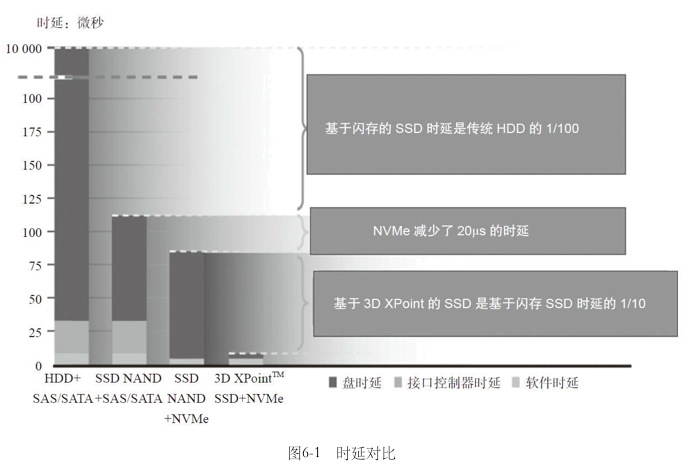 时延：微秒
10 000
100
175
150
125
100
75
50
25
0
基于闪存的 SSD 时延是传统 HDD 的 1/100
NVMe 减少了 20μs 的时延
基于 3D XPoint 的 SSD 是基于闪存 SSD 时延的 1/10
HDD+
SAS/SATA
SSD NAND
+SAS/SATA
SSD
NAND
+NVMe
3D XPoint™
SSD+NVMe
盘时延
接口控制器时延
软件时延
图6-1 时延对比